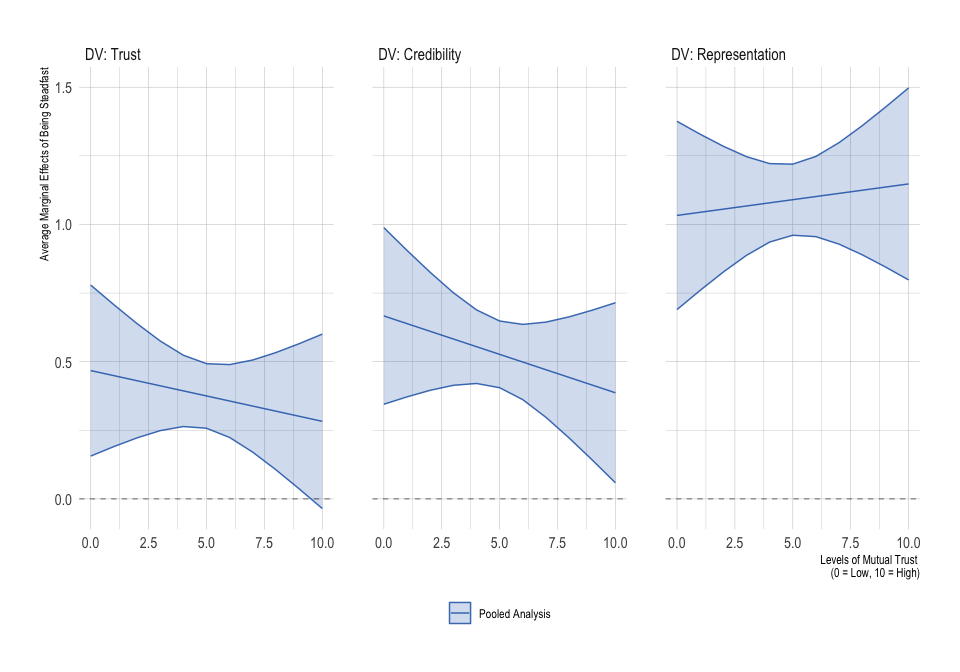 DV: Trust
DV: Credibility
DV: Representation
Average Marginal Effects of Being Steadfast
1.5
1.0
0.5
0.0
0.0 2.5 5.0 7.5 10.0
0.0 2.5 5.0 7.5 10.0
0.0 2.5 5.0 7.5 10.0
Levels of Mutual Trust
(0 = Low, 10 = High)
Pooled Analysis